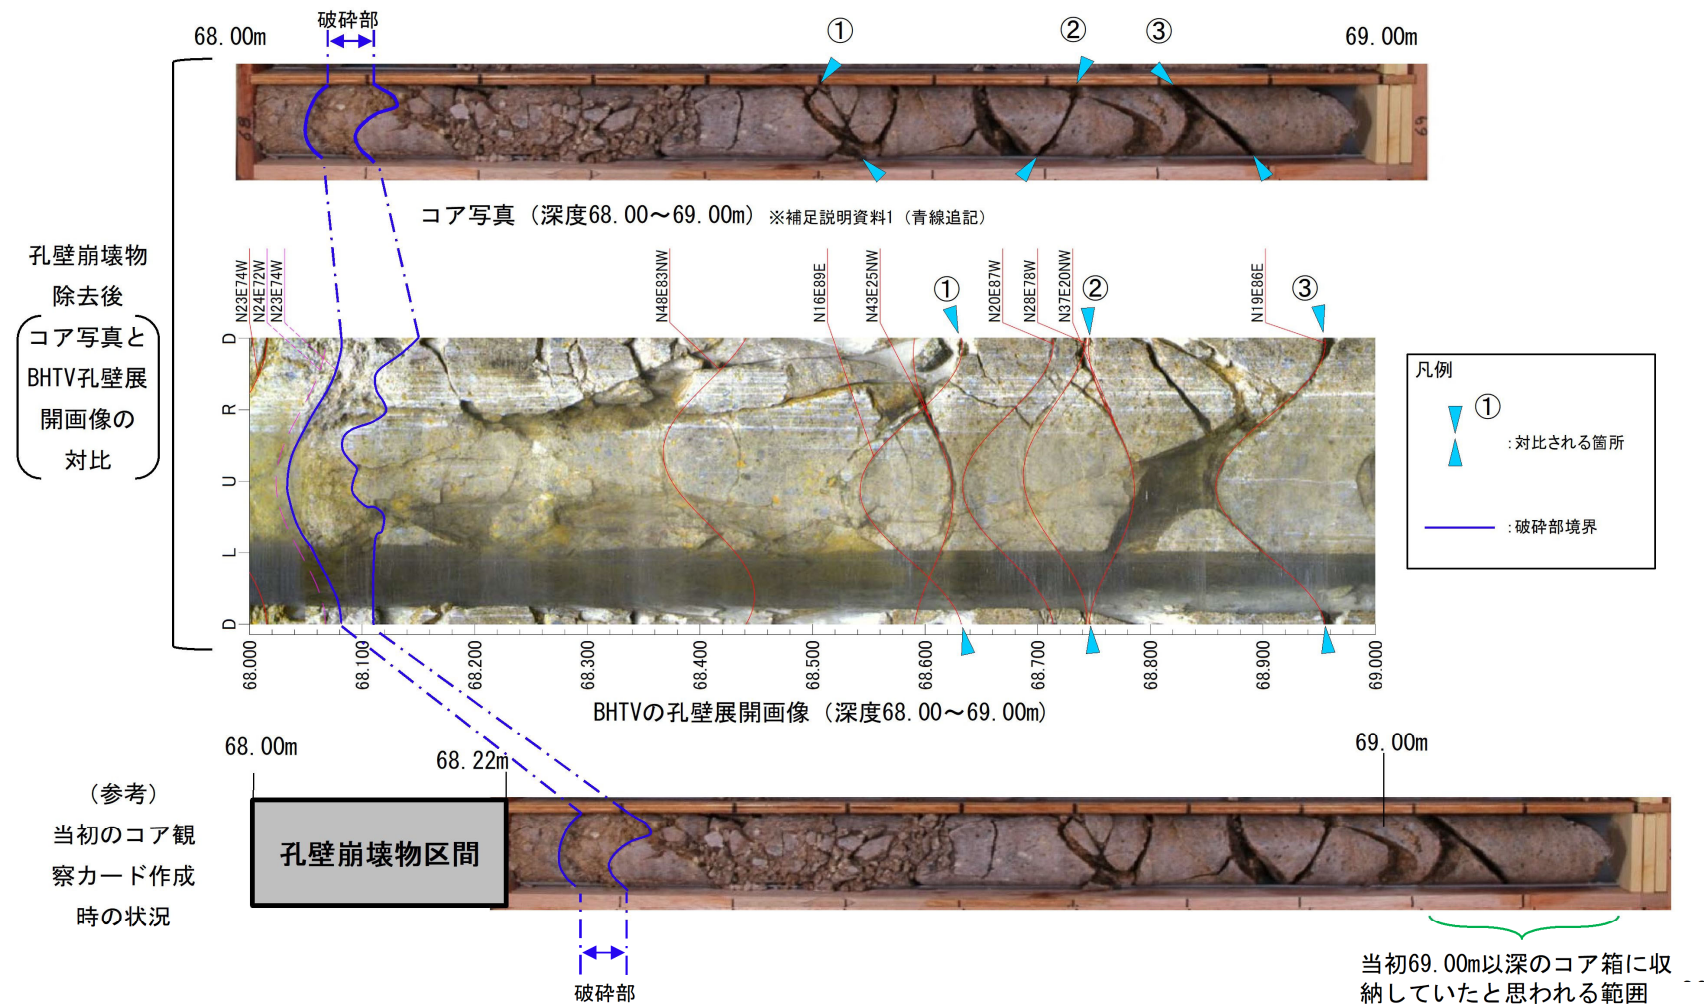 破砕部
68.00m
①
②
③
69.00m
68
69
コア写真（深度68.00～69.00m）※補足説明資料1（青線追記）
孔壁崩壊物
除去後
コア写真と
BHTV孔壁展
開画像の
対比
N23E74W
N24E72W
N23E74W
N48E83NW
N16E89E
N43E25NW
①
N20E87W
N28E78W
N37E20NW
②
N19E86E
③
D
R
U
L
D
68.000
68.100
68.200
68.300
68.400
68.500
68.600
68.700
68.800
68.900
69.000
BHTVの孔壁展開画像（深度68.00～69.00m）
凡例
①
：対比される箇所
：破砕部境界
68.00m
68.22m
69.00m
（参考）
当初のコア観
察カード作成
時の状況
孔壁崩壊物区間
破砕部
当初69.00m以深のコア箱に収
納していたと思われる範囲